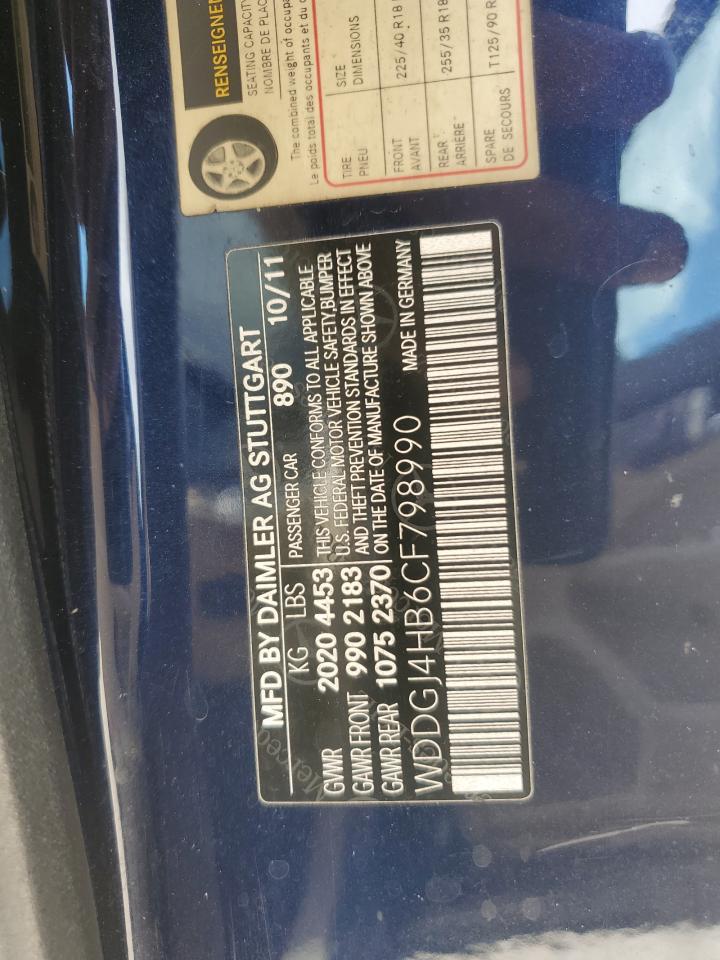 RENSEIGNE
SEATING CAPACITY
NOMBRE DE PLAC
The combined weight of occupa
Le poids total des occupants et du c
TIRE SIZE
PNEU DIMENSIONS
FRONT 225/40 R18
AVANT
REAR 255/35 R18
ARRIÈRE
SPARE T125/90 R
DE SECOURS
MFD BY DAIMLER AG STUTTGART
KG LBS PASSENGER CAR 890 10/11
GVWR 2020 4453 THIS VEHICLE CONFORMS TO ALL APPLICABLE
U.S. FEDERAL MOTOR VEHICLE SAFETY, BUMPER
GAWR FRONT 990 2183 AND THEFT PREVENTION STANDARDS IN EFFECT
GAWR REAR 1075 2370 ON THE DATE OF MANUFACTURE SHOWN ABOVE
WDDGJ4HB6CF798990 MADE IN GERMANY